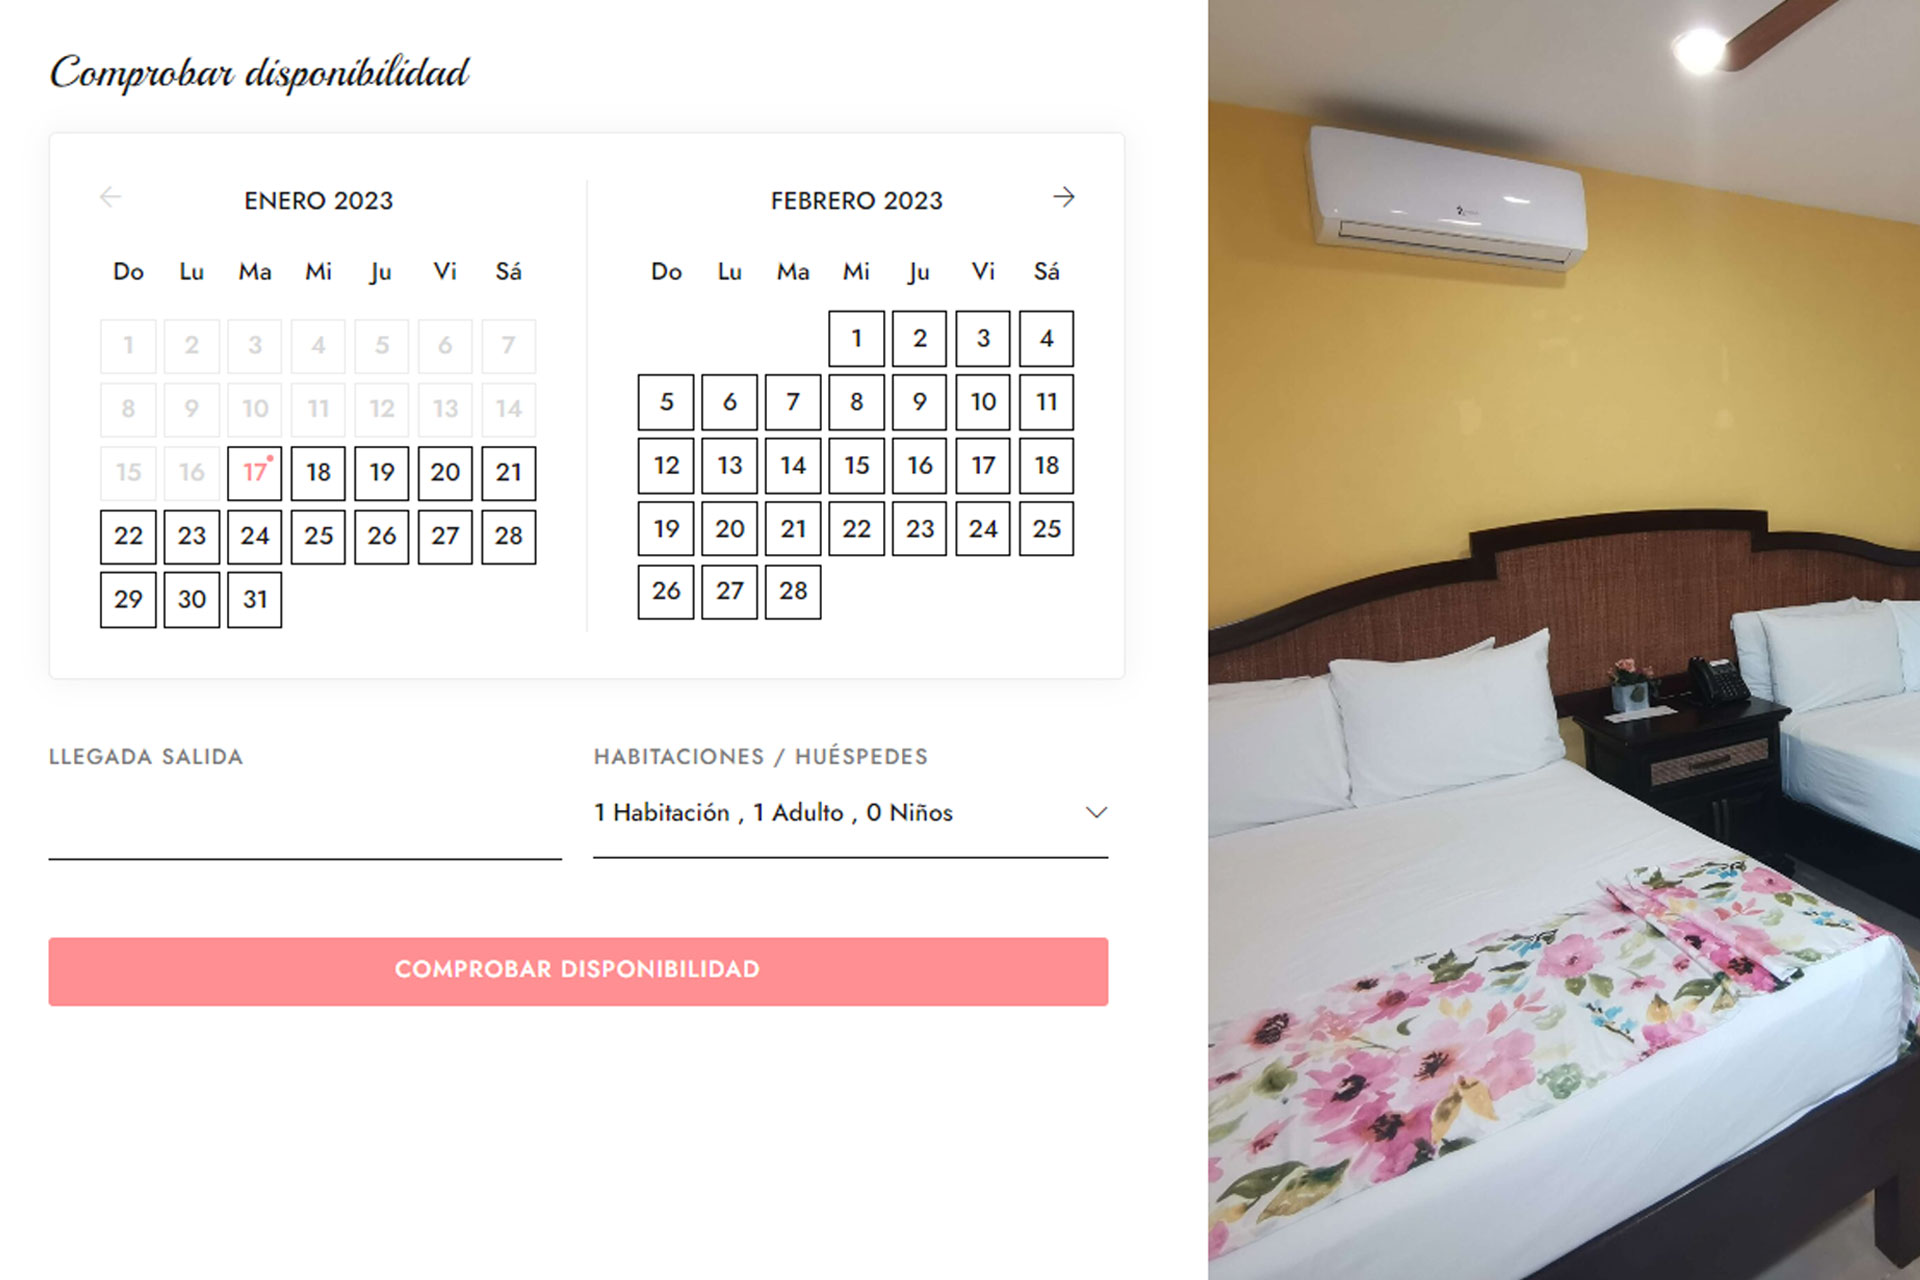 Comprobar disponibilidad
ENERO 2023
Do Lu Ma Mi Ju Vi Sá
1 2 3 4 5 6 7
8 9 10 11 12 13 14
15 16 17 18 19 20 21
22 23 24 25 26 27 28
29 30 31
FEBRERO 2023
Do Lu Ma Mi Ju Vi Sá
1 2 3 4
5 6 7 8 9 10 11
12 13 14 15 16 17 18
19 20 21 22 23 24 25
26 27 28
LLEGADA SALIDA
HABITACIONES / HUÉSPEDES
1 Habitación , 1 Adulto , 0 Niños
COMPROBAR DISPONIBILIDAD